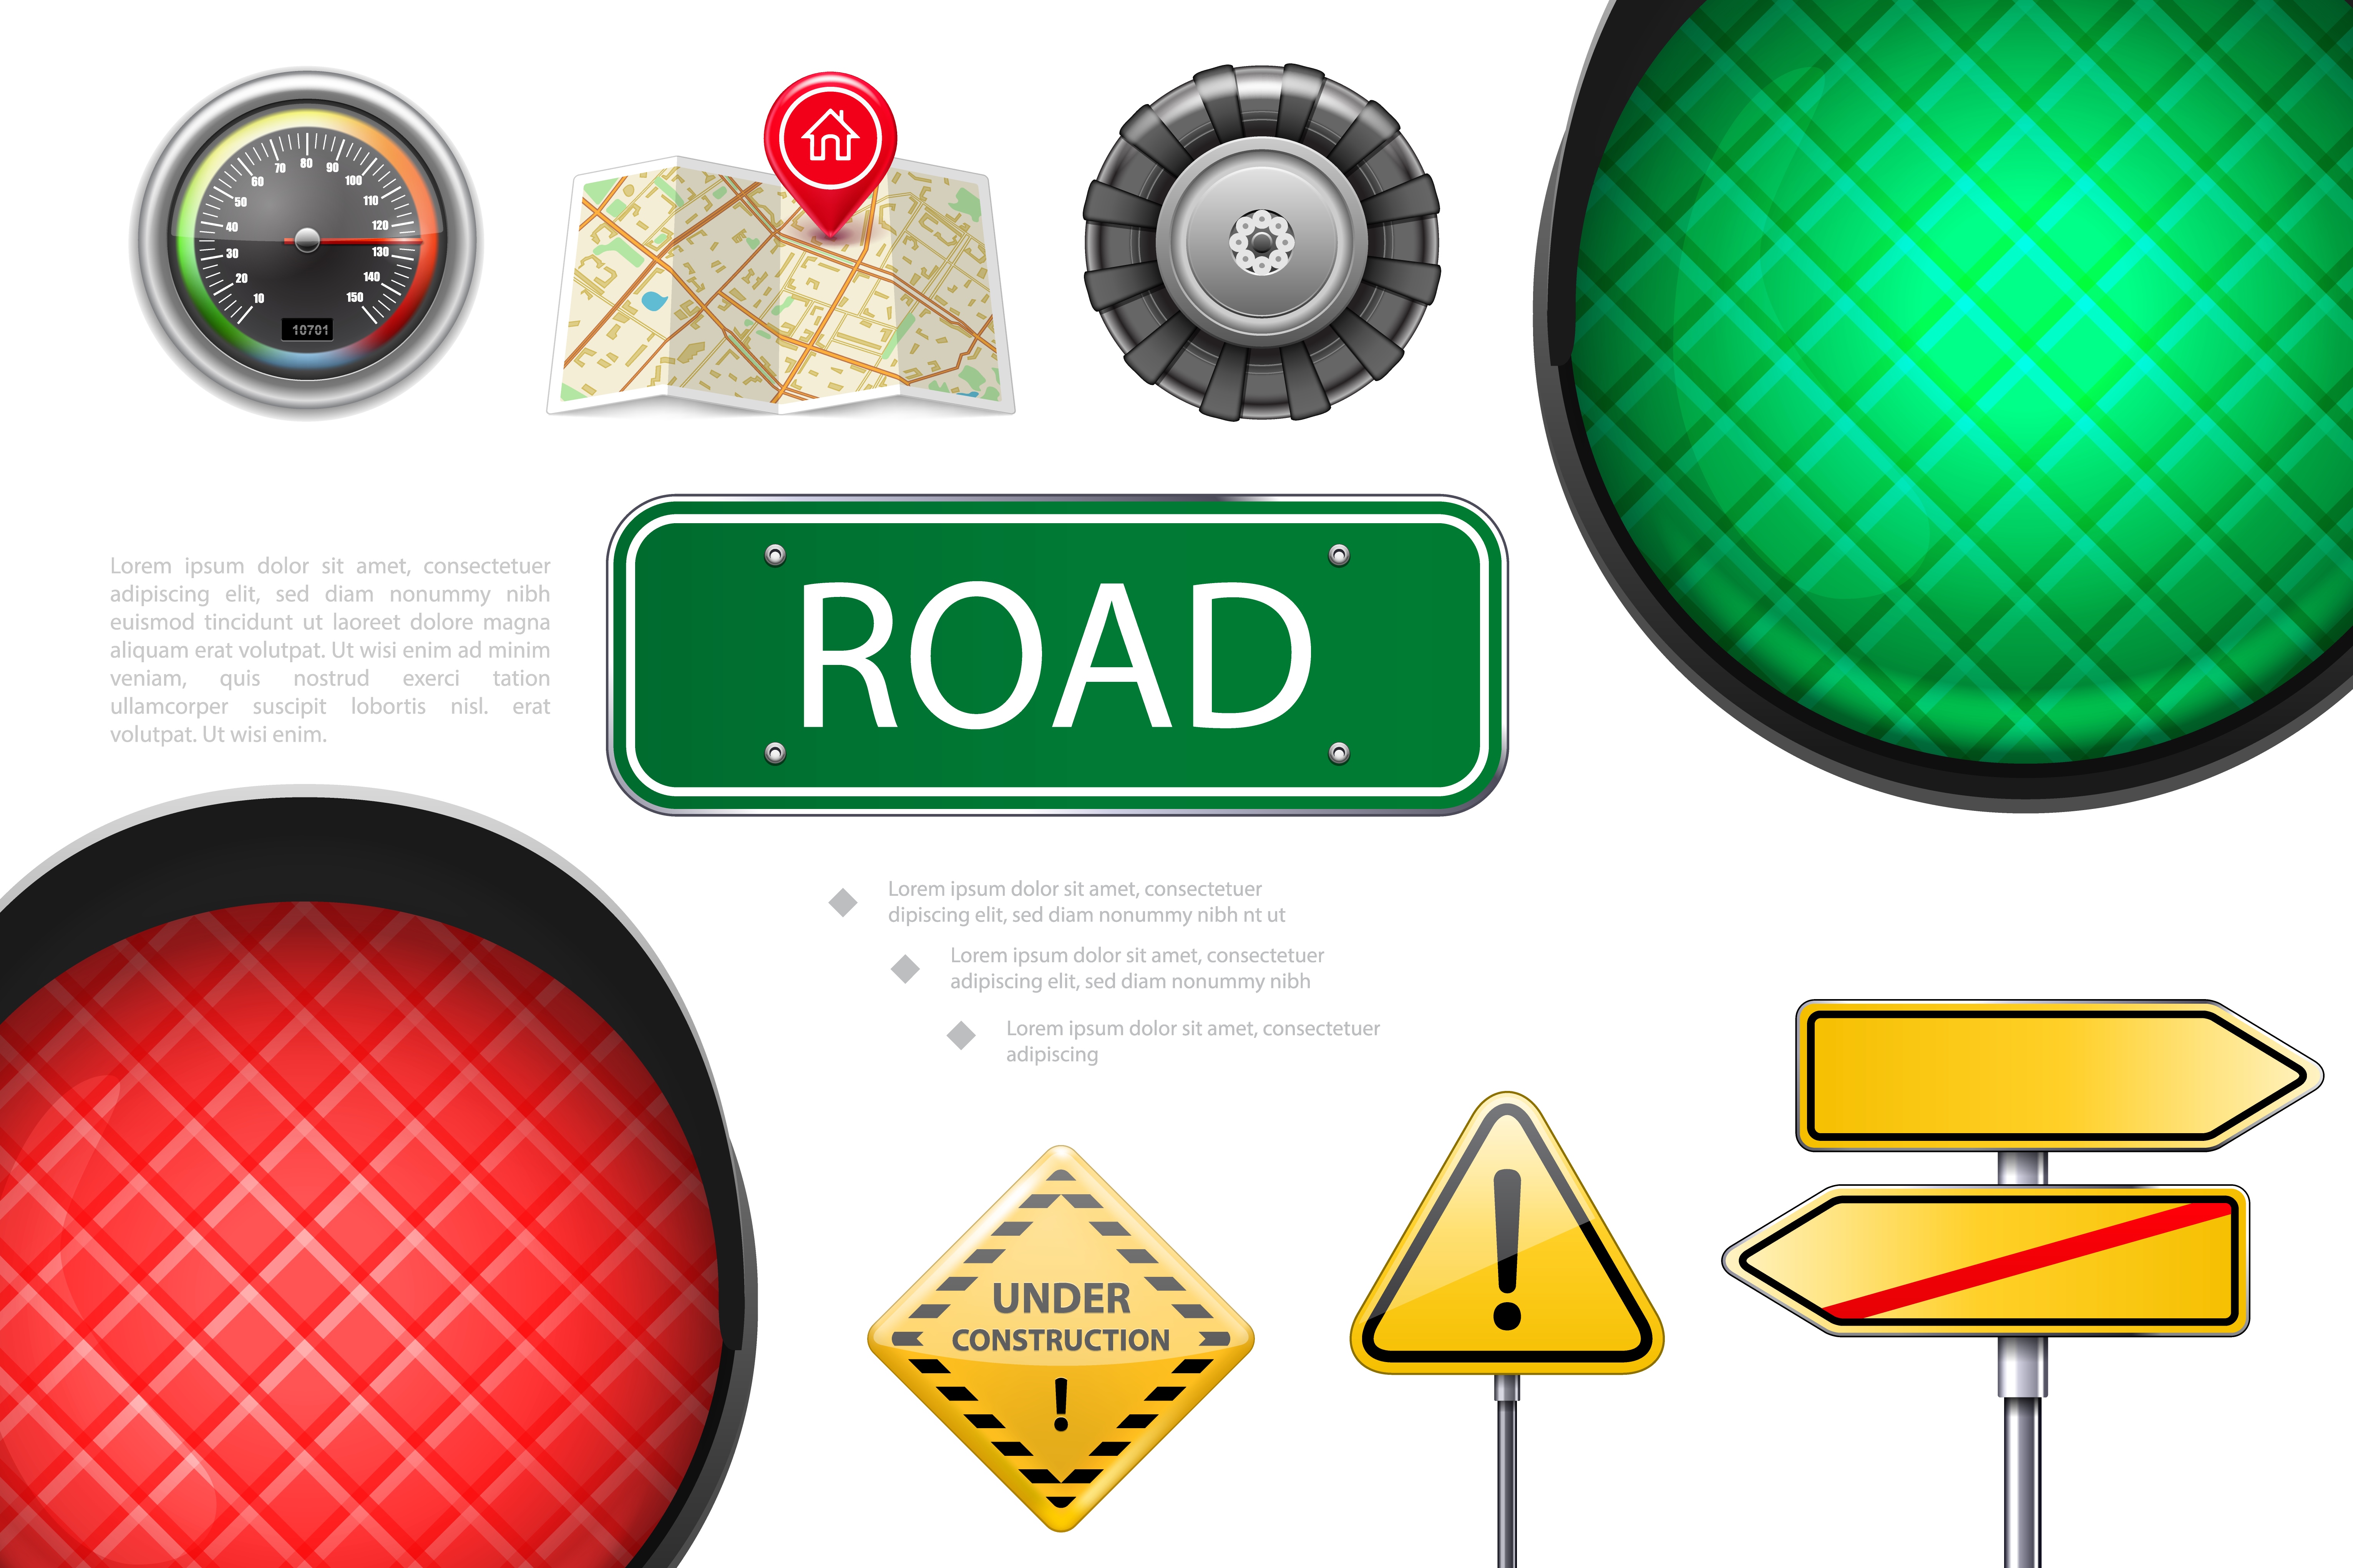 80
70
90
60
100
50
110
40
120
30
130
20
140
10
150
10701
ROAD
Lorem ipsum dolor sit amet, consectetuer
adipiscing elit, sed diam nonummy nibh
euismod tincidunt ut laoreet dolore magna
aliquam erat volutpat. Ut wisi enim ad minim
veniam, quis nostrud exerci tation
ullamcorper suscipit lobortis nisl. erat
volutpat. Ut wisi enim.
Lorem ipsum dolor sit amet, consectetuer
dipiscing elit, sed diam nonummy nibh nt ut
Lorem ipsum dolor sit amet, consectetuer
adipiscing elit, sed diam nonummy nibh
Lorem ipsum dolor sit amet, consectetuer
adipiscing
UNDER
CONSTRUCTION
!
!